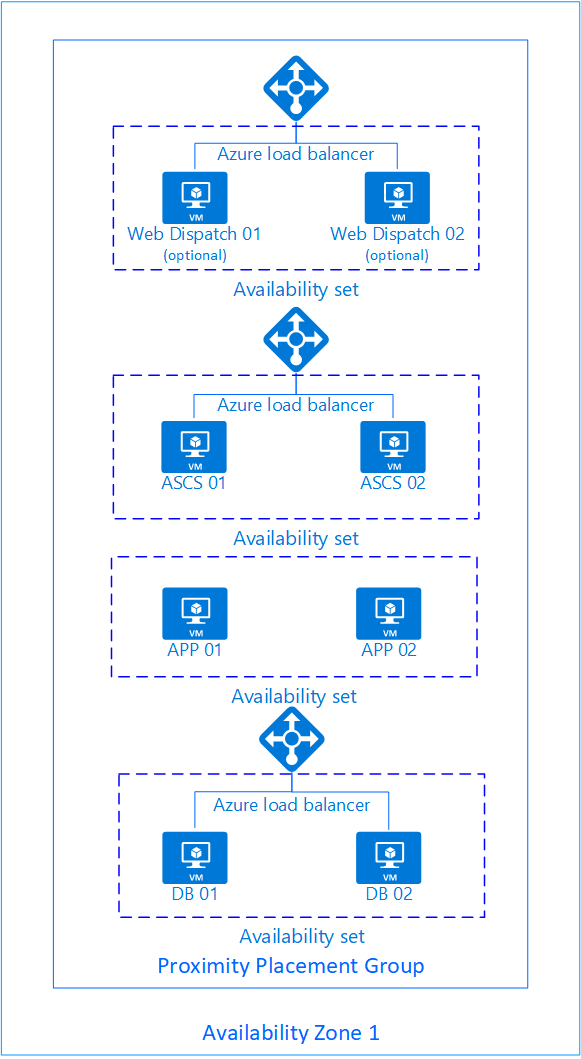 Azure load balancer
VM VM
Web Dispatch 01 Web Dispatch 02
(optional) (optional)
Availability set
Azure load balancer
VM VM
ASCS 01 ASCS 02
Availability set
VM VM
APP 01 APP 02
Availability set
Azure load balancer
VM VM
DB 01 DB 02
Availability set
Proximity Placement Group
Availability Zone 1